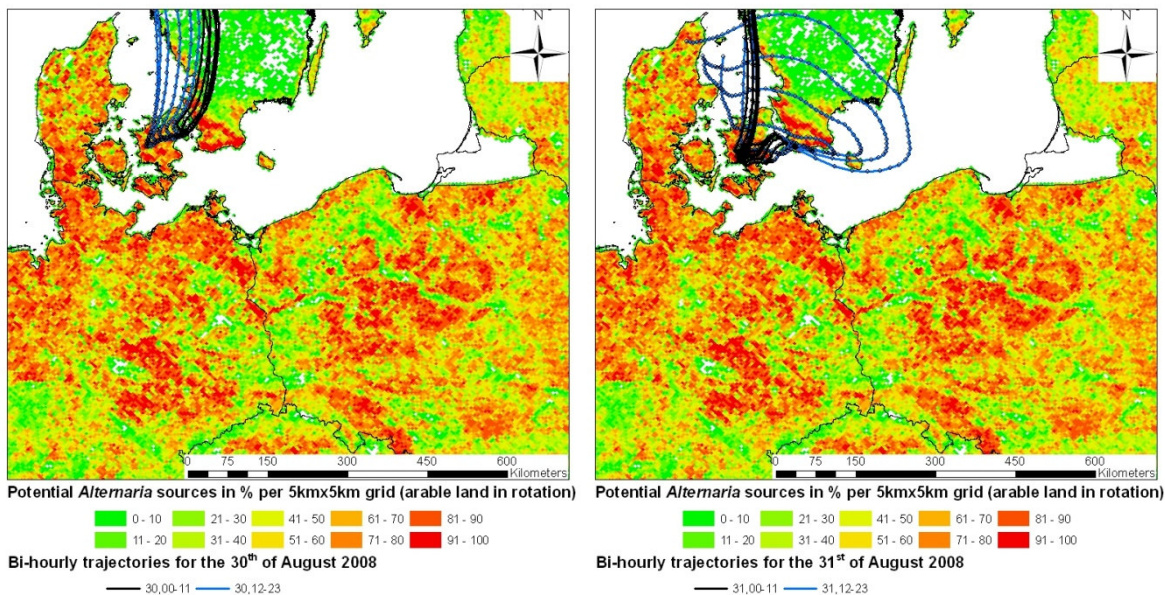 N
0 75 150 300 450 600
Kilometers
Potential Alternaria sources in % per 5kmx5km grid (arable land in rotation)
0 - 10 21 - 30 41 - 50 61 - 70 81 - 90
11 - 20 31 - 40 51 - 60 71 - 80 91 - 100
Bi-hourly trajectories for the 30th of August 2008
30,00-11 30,12-23
N
0 75 150 300 450 600
Kilometers
Potential Alternaria sources in % per 5kmx5km grid (arable land in rotation)
0 - 10 21 - 30 41 - 50 61 - 70 81 - 90
11 - 20 31 - 40 51 - 60 71 - 80 91 - 100
Bi-hourly trajectories for the 31st of August 2008
31,00-11 31,12-23